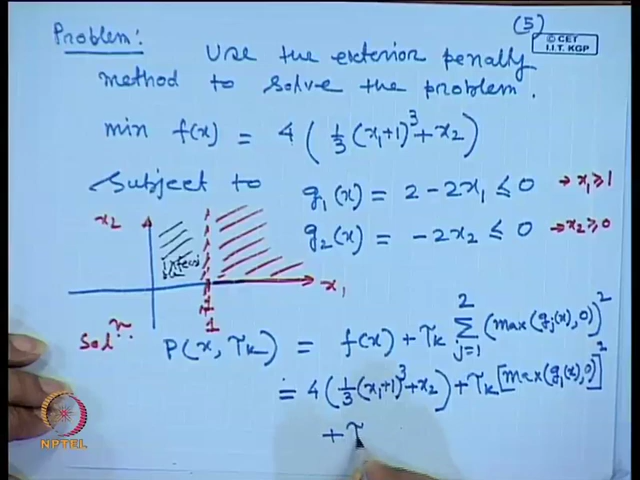 (5)
© CET
I.I.T. KGP
Problem: Use the exterior penalty
method to solve the problem.
min f(x) = 4 ( 1/3 (x₁+1)³ + x₂ )
Subject to g₁(x) = 2 - 2x₁ ≤ 0 → x₁ ≥ 1
g₂(x) = -2x₂ ≤ 0 → x₂ ≥ 0
x₂
x₁
1
Solⁿ: P(x, τₖ) = f(x) + τₖ Σ_{j=1}^{2} (max(gⱼ(x), 0))²
= 4 ( 1/3 (x₁+1)³ + x₂ ) + τₖ [max(g₁(x), 0)]²
+ τ
NPTEL